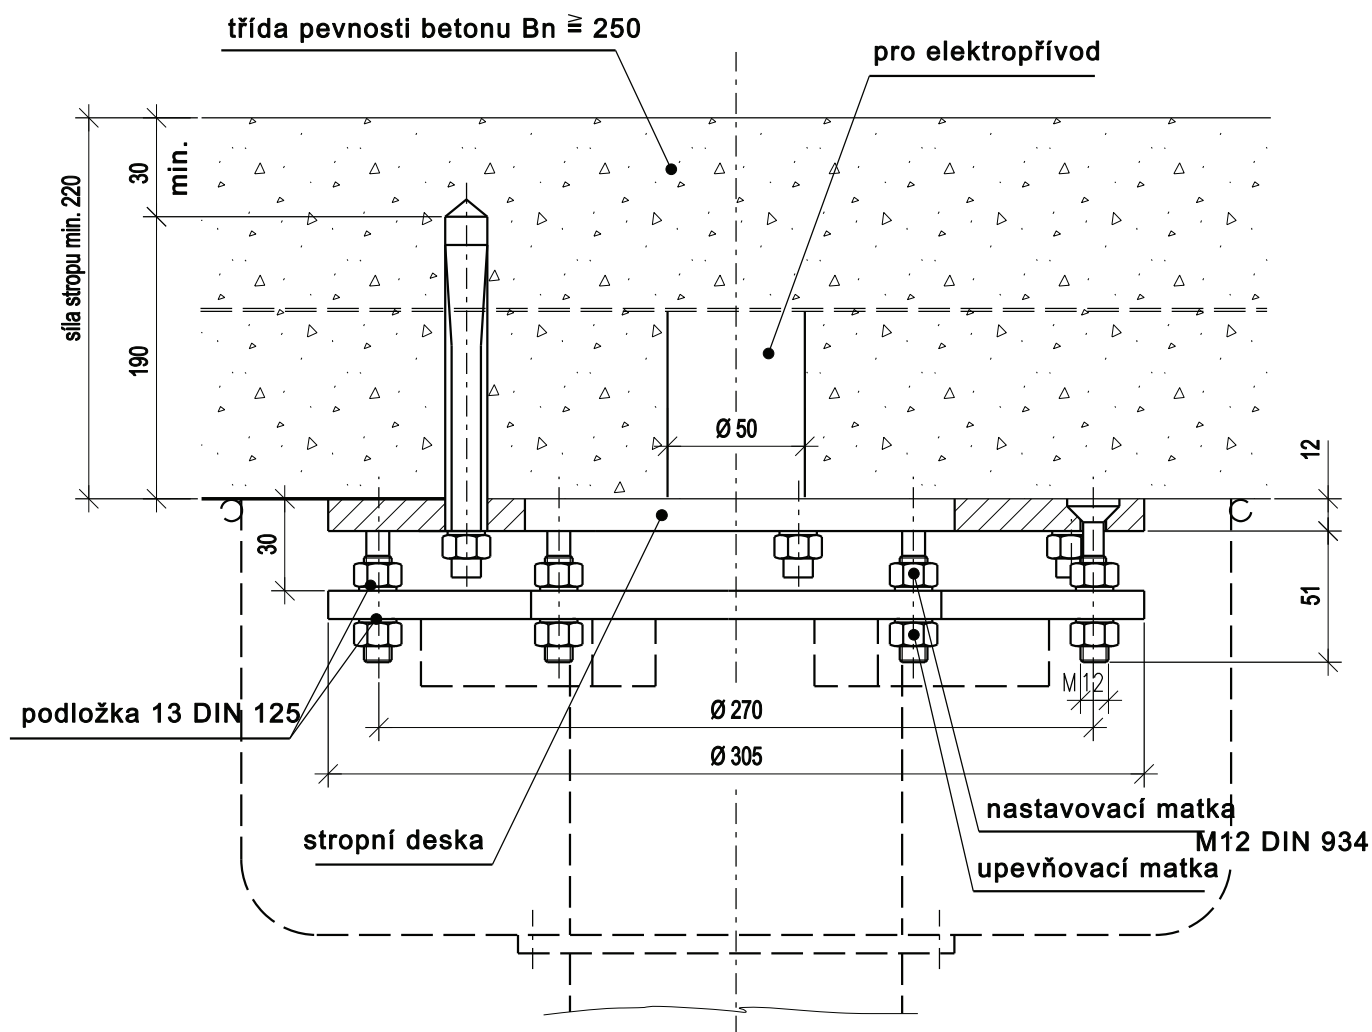 třída pevnosti betonu Bn ≧ 250
pro elektropřívod
30
min.
síla stropu min. 220
190
Ø 50
12
30
51
M 12
podložka 13 DIN 125
Ø 270
Ø 305
nastavovací matka
stropní deska
M12 DIN 934
upevňovací matka